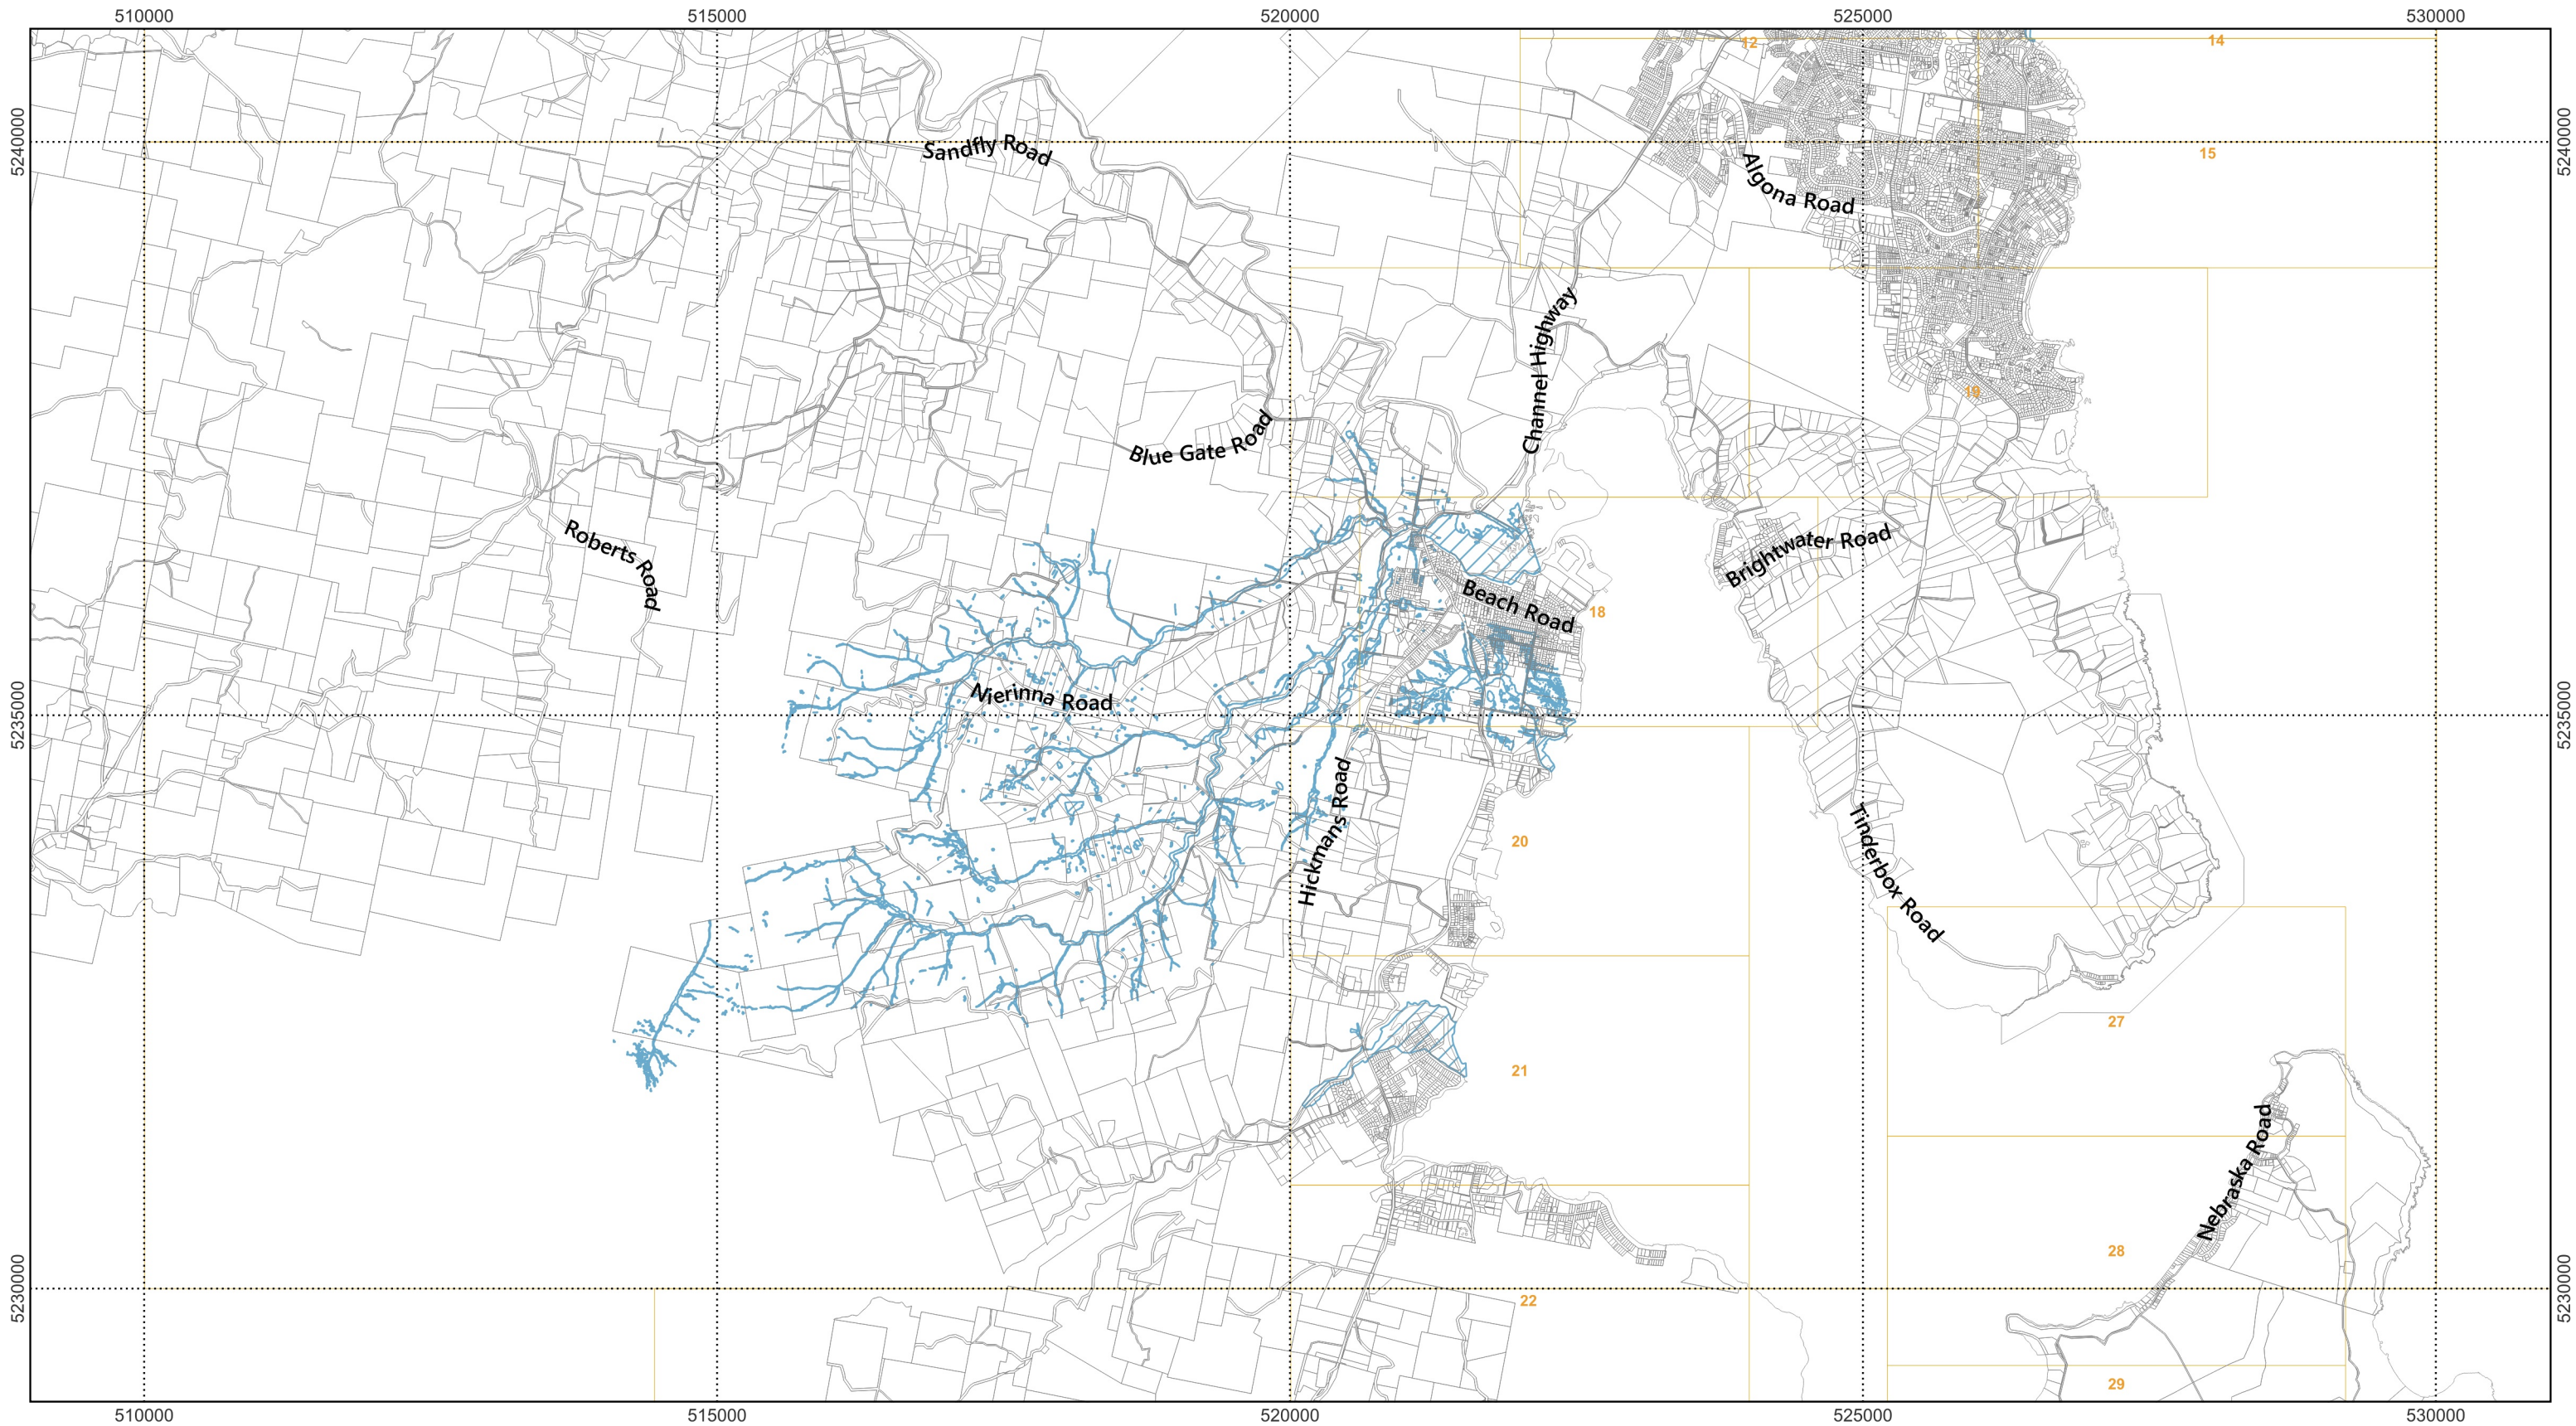 510000
515000
520000
525000
530000
12
14
5240000
5240000
Sandfly Road
15
Algona Road
Channel Highway
19
Blue Gate Road
Roberts Road
Brightwater Road
Beach Road
18
Nierinna Road
5235000
5235000
Hickmans Road
20
Tinderbox Road
27
21
Nebraska Road
28
5230000
5230000
22
29
510000
515000
520000
525000
530000